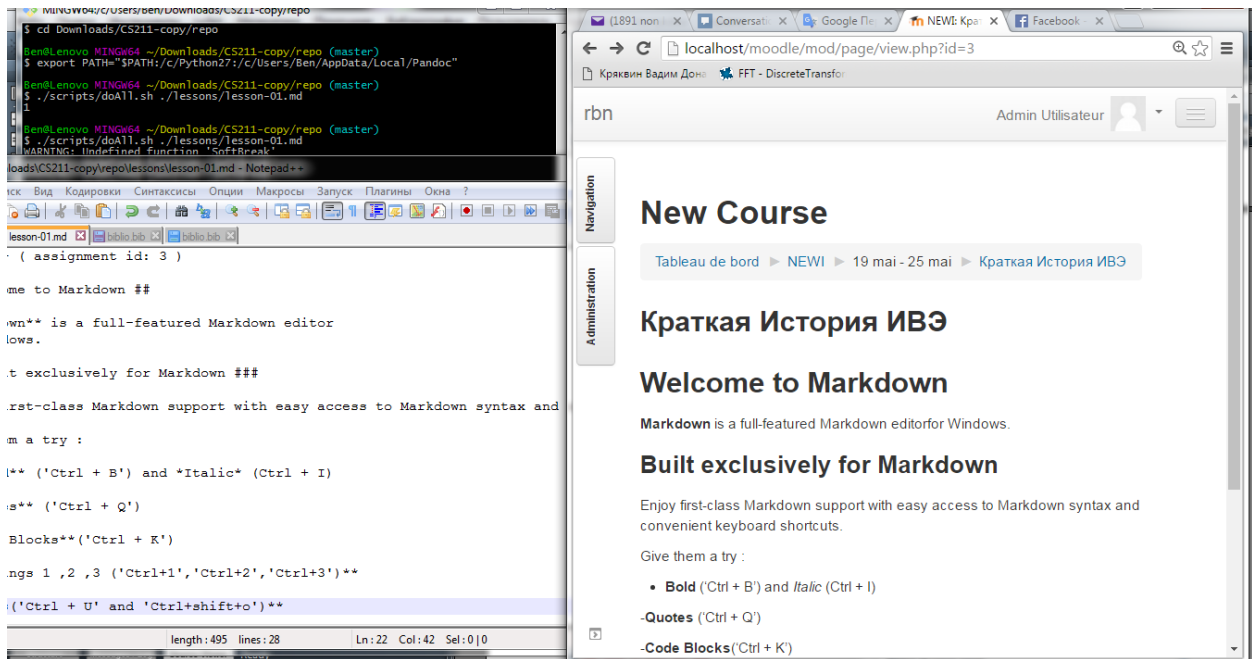 MINGW64:/c/Users/Ben/Downloads/CS211-copy/repo
$ cd Downloads/CS211-copy/repo
Ben@Lenovo MINGW64 ~/Downloads/CS211-copy/repo (master)
$ export PATH="$PATH:/c/Python27:/c/Users/Ben/AppData/Local/Pandoc"
Ben@Lenovo MINGW64 ~/Downloads/CS211-copy/repo (master)
$ ./scripts/doAll.sh ./lessons/lesson-01.md
1
Ben@Lenovo MINGW64 ~/Downloads/CS211-copy/repo (master)
$ ./scripts/doAll.sh ./lessons/lesson-01.md
WARNING: Undefined function 'SoftBreak'
loads\CS211-copy\repo\lessons\lesson-01.md - Notepad++
иск Вид Кодировки Синтаксисы Опции Макросы Запуск Плагины Окна ?
lesson-01.md biblio.bib biblio.bib
( assignment id: 3 )
me to Markdown ##
wn** is a full-featured Markdown editor
lows.
t exclusively for Markdown ###
rst-class Markdown support with easy access to Markdown syntax and
m a try :
** ('Ctrl + B') and *Italic* (Ctrl + I)
s** ('Ctrl + Q')
Blocks**('Ctrl + K')
ngs 1 ,2 ,3 ('Ctrl+1','Ctrl+2','Ctrl+3')**
('Ctrl + U' and 'Ctrl+shift+o')**
length : 495 lines : 28 Ln : 22 Col : 42 Sel : 0 | 0
(1891 non Conversati Google Пе NEWI: Крат Facebook
localhost/moodle/mod/page/view.php?id=3
Кряквин Вадим Дона FFT - DiscreteTransfor
rbn Admin Utilisateur
Navigation
Administration
New Course
Tableau de bord ▶ NEWI ▶ 19 mai - 25 mai ▶ Краткая История ИВЭ
Краткая История ИВЭ
Welcome to Markdown
Markdown is a full-featured Markdown editorfor Windows.
Built exclusively for Markdown
Enjoy first-class Markdown support with easy access to Markdown syntax and
convenient keyboard shortcuts.
Give them a try :
• Bold (‘Ctrl + B’) and Italic (Ctrl + I)
-Quotes (‘Ctrl + Q’)
-Code Blocks(‘Ctrl + K’)